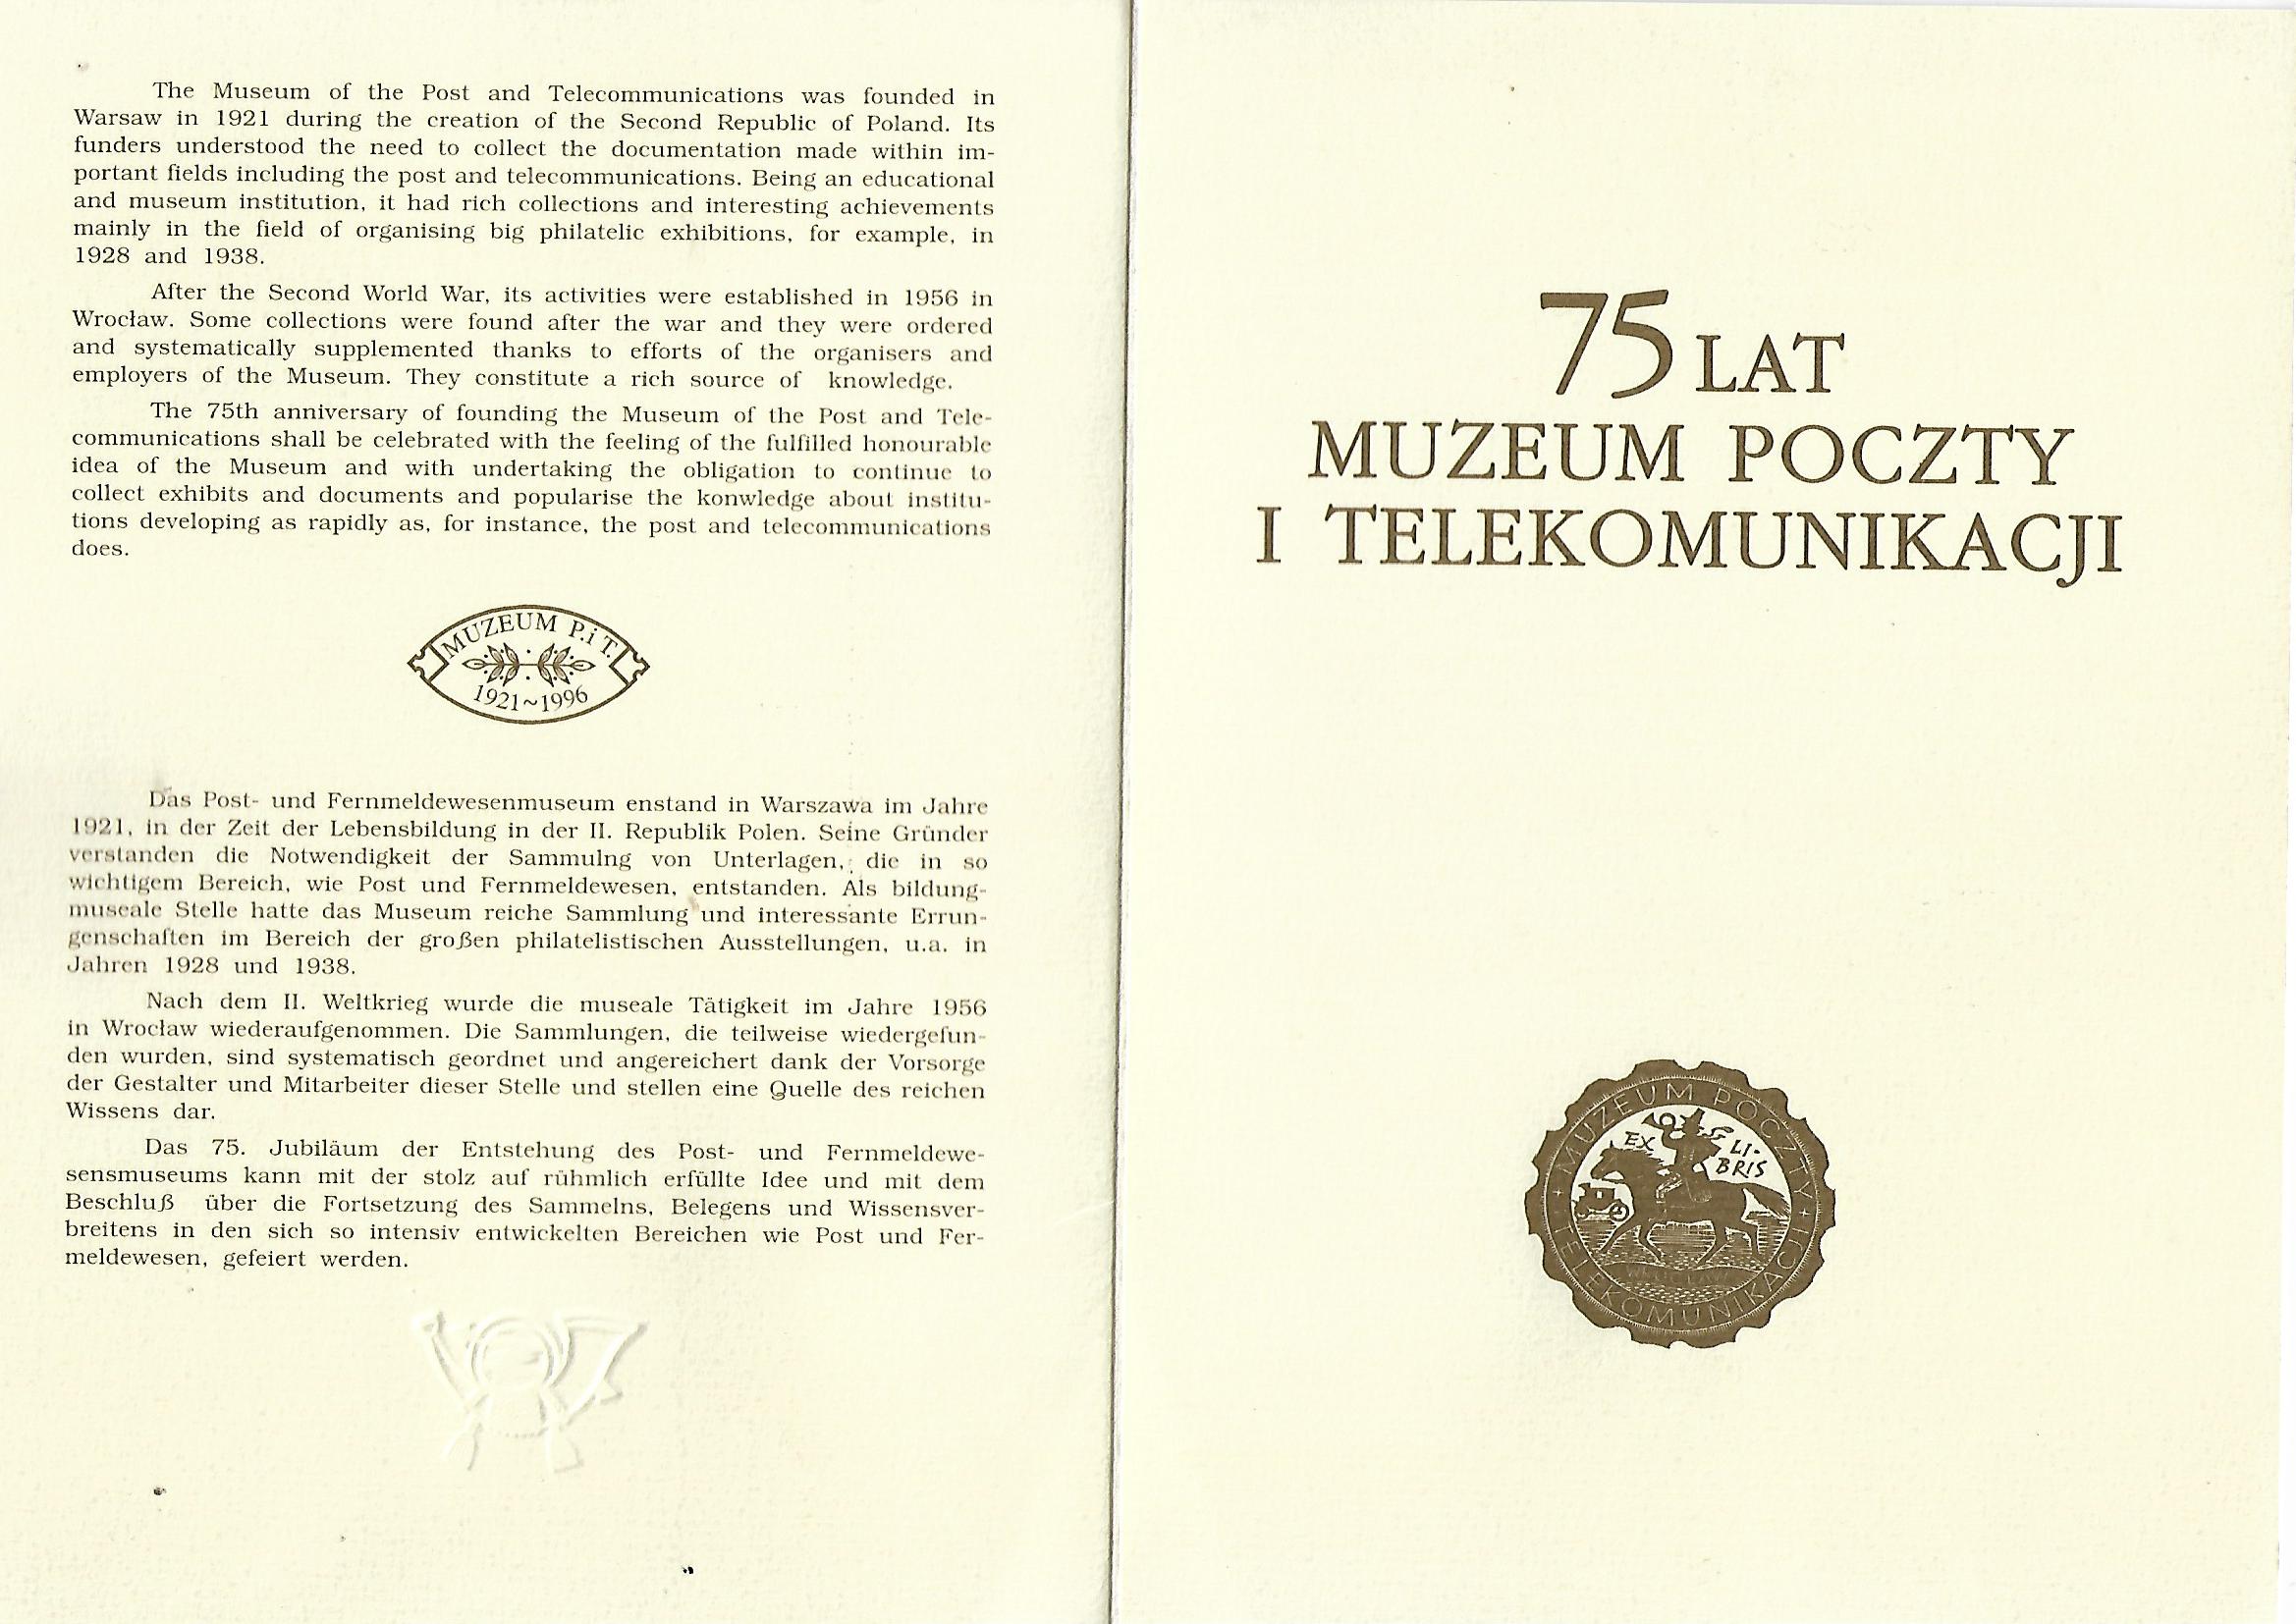 The Museum of the Post and Telecommunications was founded in
Warsaw in 1921 during the creation of the Second Republic of Poland. Its
funders understood the need to collect the documentation made within im-
portant fields including the post and telecommunications. Being an educational
and museum institution, it had rich collections and interesting achievements
mainly in the field of organising big philatelic exhibitions, for example, in
1928 and 1938.
After the Second World War, its activities were established in 1956 in
Wrocław. Some collections were found after the war and they were ordered
and systematically supplemented thanks to efforts of the organisers and
employers of the Museum. They constitute a rich source of knowledge.
The 75th anniversary of founding the Museum of the Post and Tele-
communications shall be celebrated with the feeling of the fulfilled honourable
idea of the Museum and with undertaking the obligation to continue to
collect exhibits and documents and popularise the konwledge about institu-
tions developing as rapidly as, for instance, the post and telecommunications
does.
MUZEUM P.i T.
1921~1996
Das Post- und Fernmeldewesenmuseum enstand in Warszawa im Jahre
1921, in der Zeit der Lebensbildung in der II. Republik Polen. Seine Gründer
verstanden die Notwendigkeit der Sammulng von Unterlagen, die in so
wichtigem Bereich, wie Post und Fernmeldewesen, entstanden. Als bildung-
museale Stelle hatte das Museum reiche Sammlung und interessante Errun-
genschaften im Bereich der großen philatelistischen Ausstellungen, u.a. in
Jahren 1928 und 1938.
Nach dem II. Weltkrieg wurde die museale Tätigkeit im Jahre 1956
in Wrocław wiederaufgenommen. Die Sammlungen, die teilweise wiedergefun-
den wurden, sind systematisch geordnet und angereichert dank der Vorsorge
der Gestalter und Mitarbeiter dieser Stelle und stellen eine Quelle des reichen
Wissens dar.
Das 75. Jubiläum der Entstehung des Post- und Fernmeldewe-
sensmuseums kann mit der stolz auf rühmlich erfüllte Idee und mit dem
Beschluß über die Fortsetzung des Sammelns, Belegens und Wissensver-
breitens in den sich so intensiv entwickelten Bereichen wie Post und Fer-
meldewesen, gefeiert werden.
75 LAT
MUZEUM POCZTY
I TELEKOMUNIKACJI
MUZEUM POCZTY
EX LI-
BRIS
WROCŁAW
I TELEKOMUNIKACJI